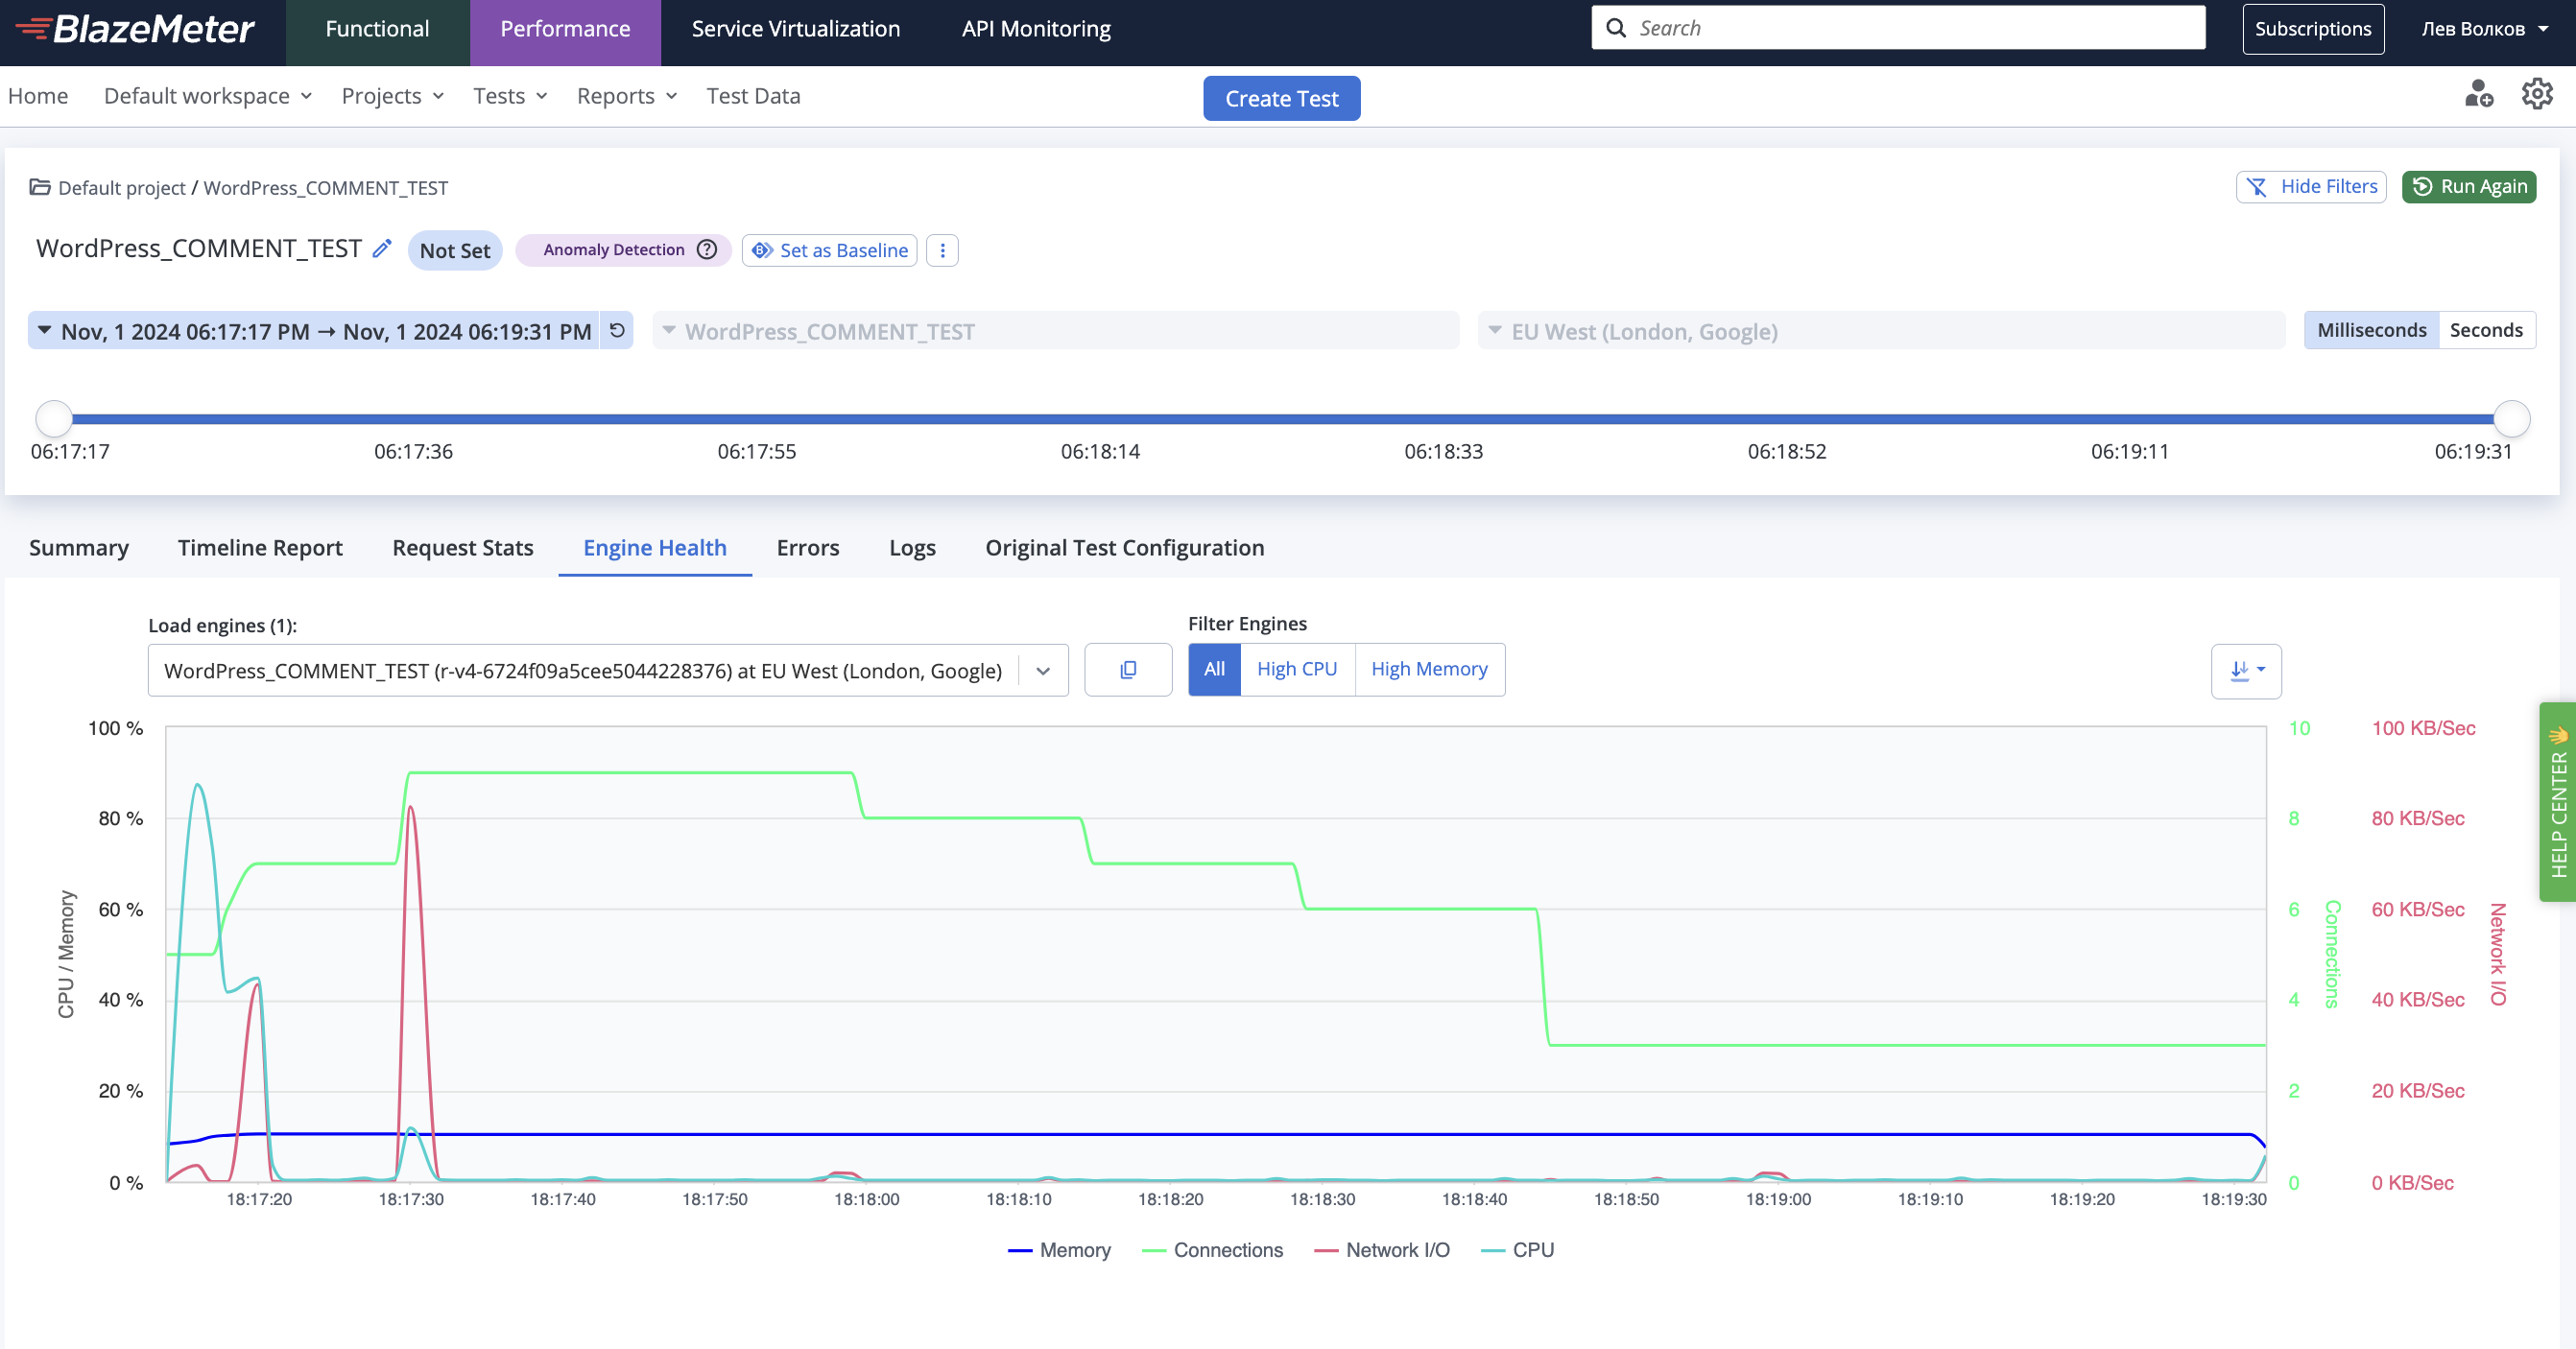 BlazeMeter Functional Performance Service Virtualization API Monitoring Search Subscriptions Лев Волков
Home Default workspace Projects Tests Reports Test Data Create Test
Default project / WordPress_COMMENT_TEST Hide Filters Run Again
WordPress_COMMENT_TEST Not Set Anomaly Detection ? Set as Baseline
Nov, 1 2024 06:17:17 PM → Nov, 1 2024 06:19:31 PM WordPress_COMMENT_TEST EU West (London, Google) Milliseconds Seconds
06:17:17 06:17:36 06:17:55 06:18:14 06:18:33 06:18:52 06:19:11 06:19:31
Summary Timeline Report Request Stats Engine Health Errors Logs Original Test Configuration
Load engines (1): Filter Engines
WordPress_COMMENT_TEST (r-v4-6724f09a5cee5044228376) at EU West (London, Google) All High CPU High Memory
100 % 10 100 KB/Sec
80 % 8 80 KB/Sec
60 % 6 60 KB/Sec
40 % 4 40 KB/Sec
20 % 2 20 KB/Sec
0 % 0 0 KB/Sec
CPU / Memory
Connections
Network I/O
HELP CENTER 👋
18:17:20 18:17:30 18:17:40 18:17:50 18:18:00 18:18:10 18:18:20 18:18:30 18:18:40 18:18:50 18:19:00 18:19:10 18:19:20 18:19:30
Memory Connections Network I/O CPU